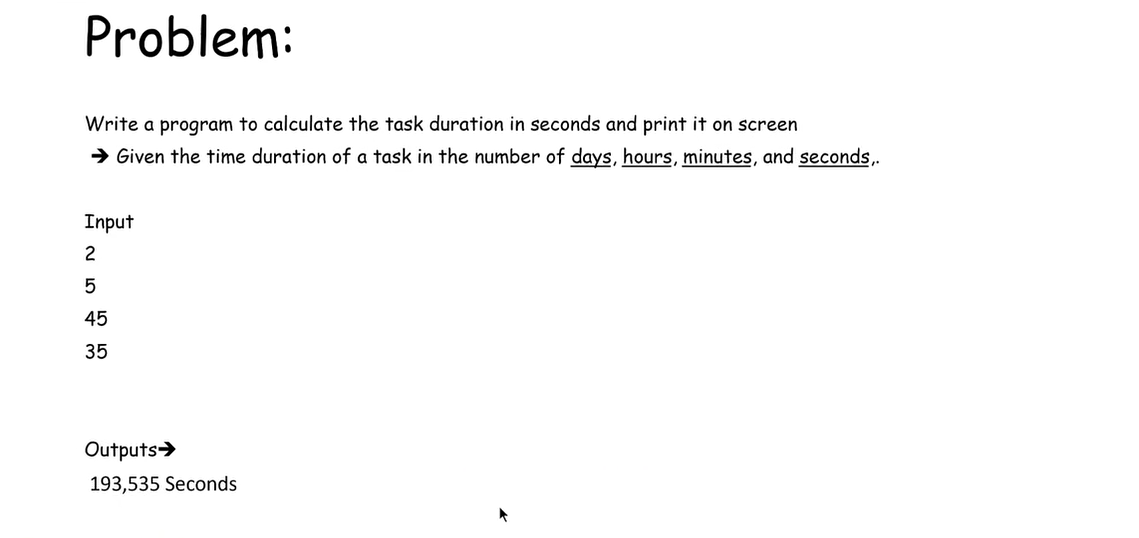 Problem:
Write a program to calculate the task duration in seconds and print it on screen
➔ Given the time duration of a task in the number of days, hours, minutes, and seconds,.
Input
2
5
45
35
Outputs➔
193,535 Seconds